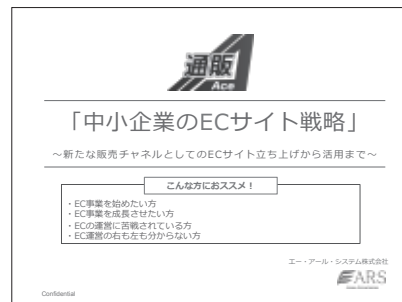 通販
Ace
「中小企業のECサイト戦略」
～新たな販売チャネルとしてのECサイト立ち上げから活用まで～
こんな方におススメ！
・EC事業を始めたい方
・EC事業を成長させたい方
・ECの運営に苦戦されている方
・EC運営の右も左も分からない方
エー・アール・システム株式会社
ARS
Confidential